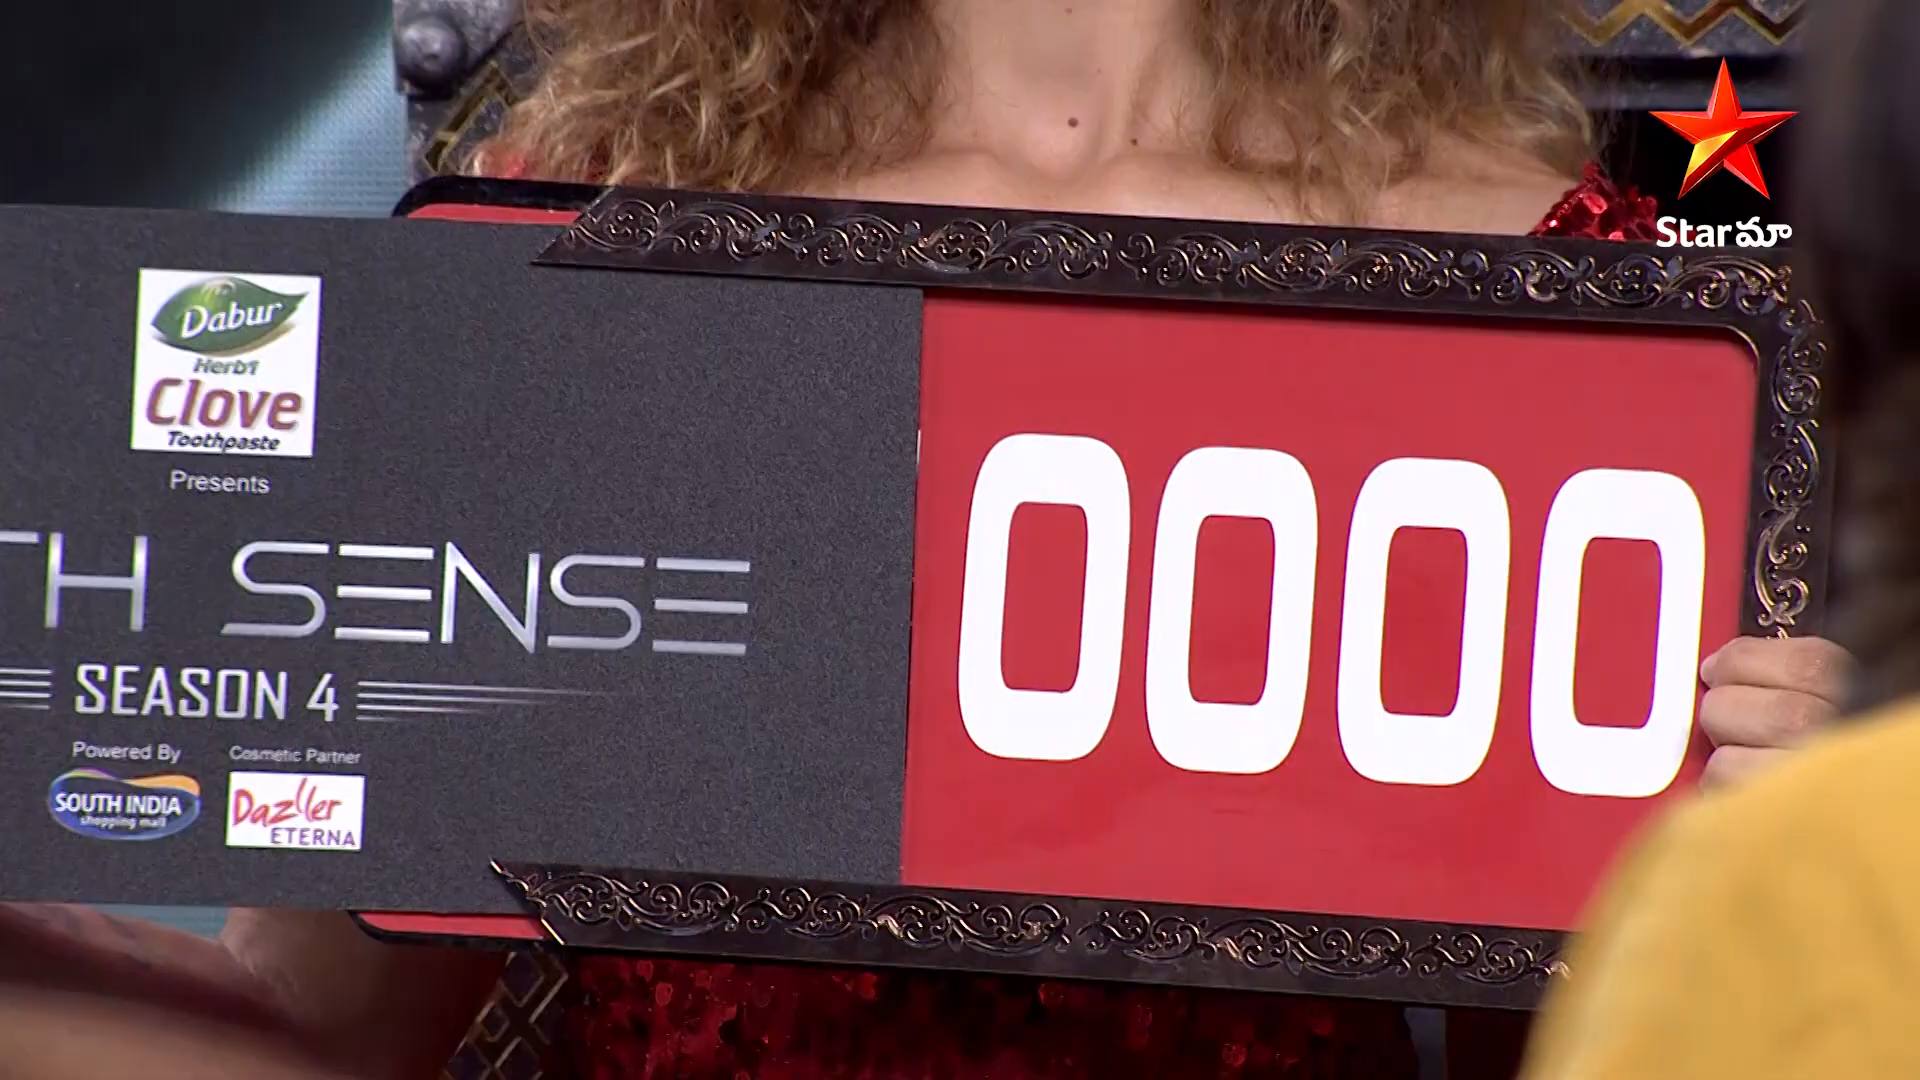 Starమా
Dabur
Herb'l
Clove
Toothpaste
Presents
TH SENSE
SEASON 4
Powered By
Cosmetic Partner
SOUTH INDIA
shopping mall
Dazller
ETERNA
0000